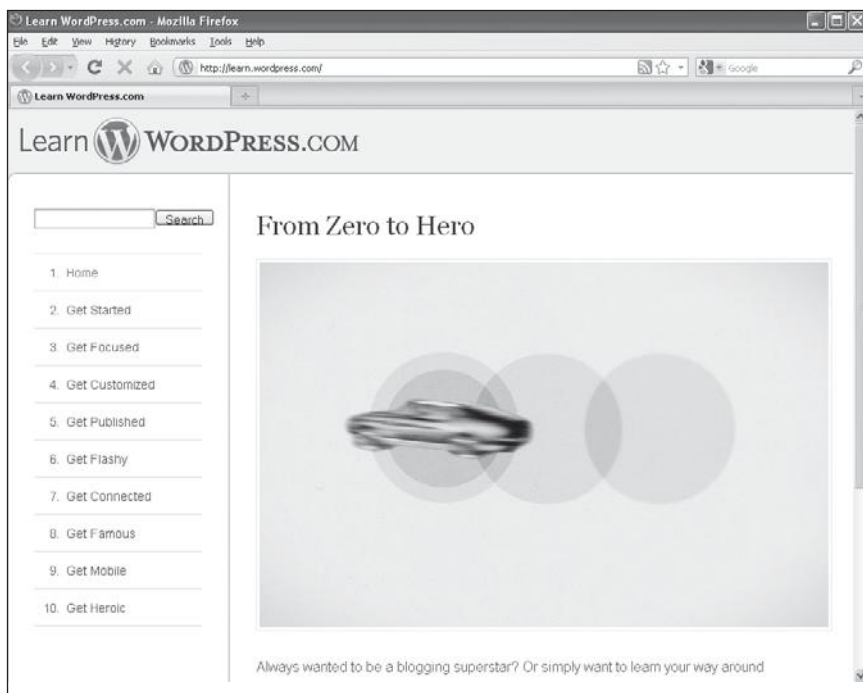 Learn WordPress.com - Mozilla Firefox
File Edit View History Bookmarks Tools Help
http://learn.wordpress.com/
Google
Learn WordPress.com
Learn WORDPRESS.COM
Search
From Zero to Hero
1. Home
2. Get Started
3. Get Focused
4. Get Customized
5. Get Published
6. Get Flashy
7. Get Connected
8. Get Famous
9. Get Mobile
10. Get Heroic
Always wanted to be a blogging superstar? Or simply want to learn your way around